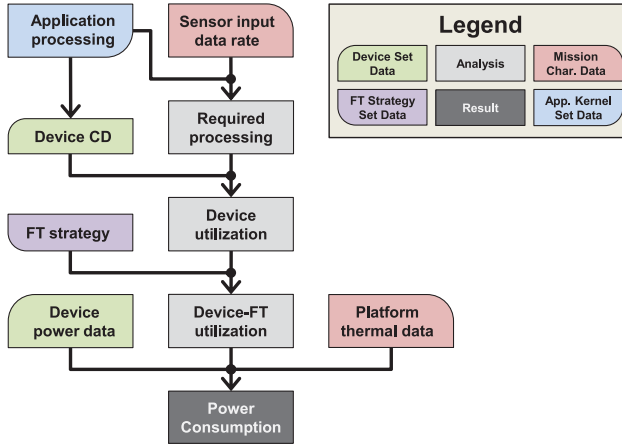 Application
processing
Sensor input
data rate
Legend
Device Set
Data
Analysis
Mission
Char. Data
FT Strategy
Set Data
Result
App. Kernel
Set Data
Device CD
Required
processing
FT strategy
Device
utilization
Device
power data
Device-FT
utilization
Platform
thermal data
Power
Consumption